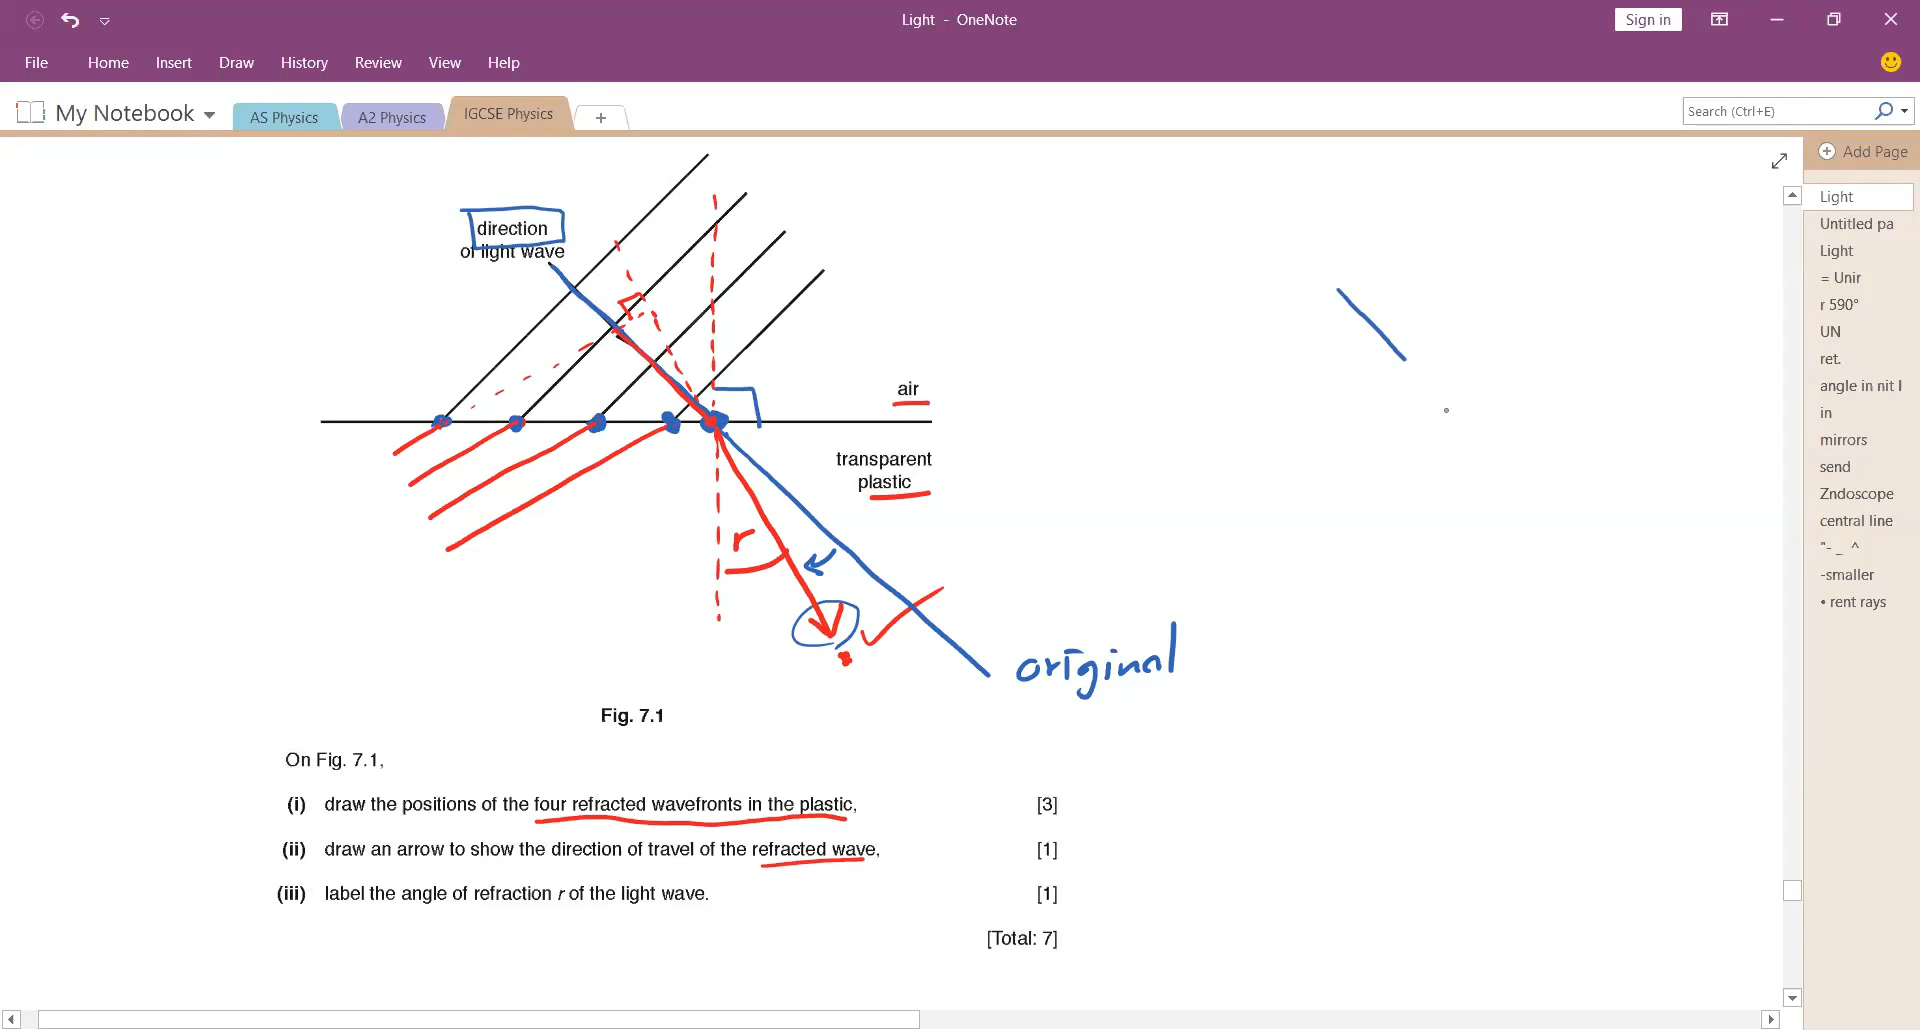 Light - OneNote
Sign in
File Home Insert Draw History Review View Help
My Notebook
AS Physics
A2 Physics
IGCSE Physics
+
Search (Ctrl+E)
Add Page
Light
Untitled pa
Light
= Unir
r 590°
UN
ret.
angle in nit I
in
mirrors
send
Zndoscope
central line
"- _ ^
-smaller
• rent rays
direction
of light wave
air
transparent
plastic
r
original
Fig. 7.1
On Fig. 7.1,
(i) draw the positions of the four refracted wavefronts in the plastic, [3]
(ii) draw an arrow to show the direction of travel of the refracted wave, [1]
(iii) label the angle of refraction r of the light wave. [1]
[Total: 7]